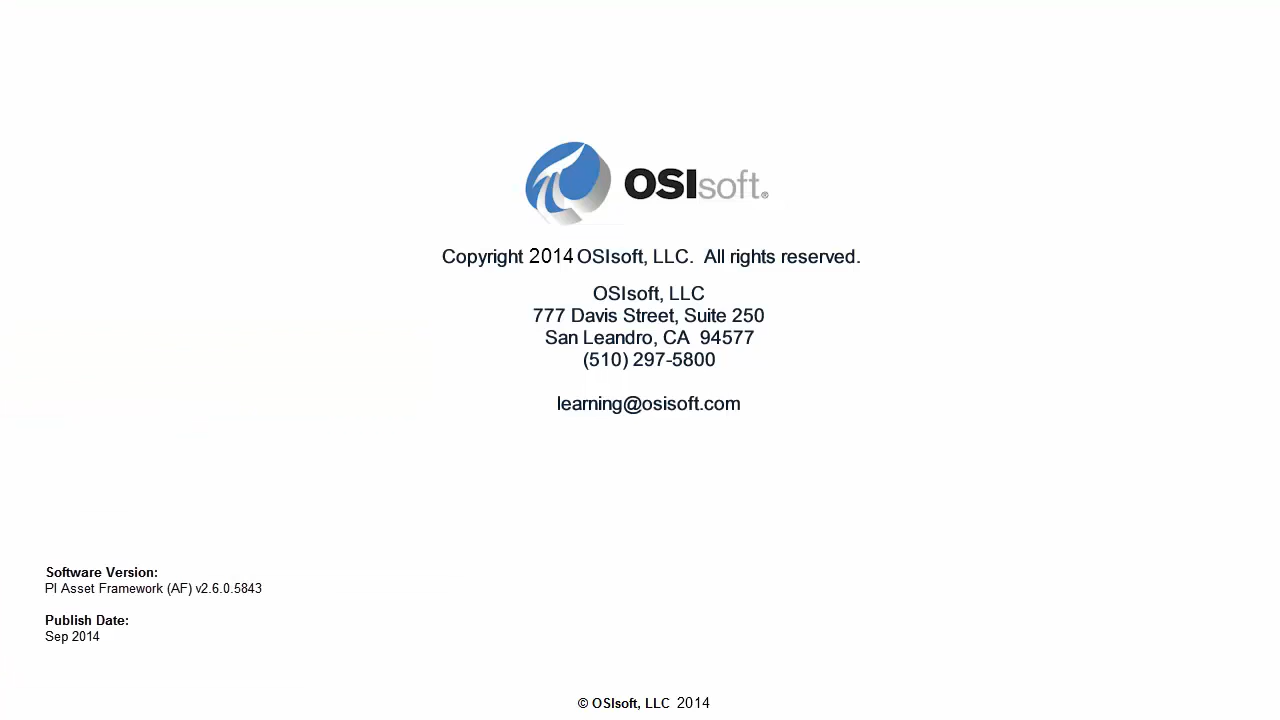 OSIsoft®
Copyright 2014 OSIsoft, LLC. All rights reserved.
OSIsoft, LLC
777 Davis Street, Suite 250
San Leandro, CA 94577
(510) 297-5800
learning@osisoft.com
Software Version:
PI Asset Framework (AF) v2.6.0.5843
Publish Date:
Sep 2014
© OSIsoft, LLC 2014